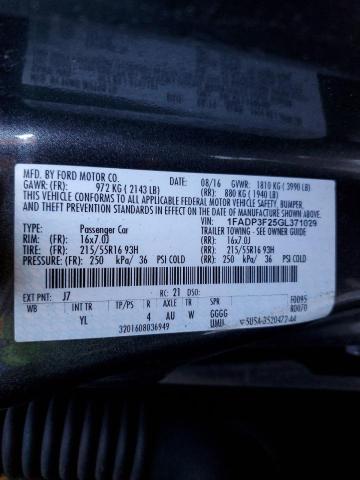 MFD. BY FORD MOTOR CO. 08/16 GVWR: 1810 KG ( 3990 LB)
GAWR: (FR): 972 KG ( 2143 LB) (RR): 880 KG ( 1940 LB)
THIS VEHICLE CONFORMS TO ALL APPLICABLE FEDERAL MOTOR VEHICLE SAFETY, BUMPER,
AND THEFT PREVENTION STANDARDS IN EFFECT ON THE DATE OF MANUFACTURE SHOWN ABOVE.
VIN: 1FADP3F25GL371029
TYPE: Passenger Car TRAILER TOWING - SEE OWNER GUIDE
RIM: (FR): 16x7.0J (RR): 16x7.0J
TIRE: (FR): 215/55R16 93H (RR): 215/55R16 93H
PRESSURE: (FR): 250 kPa/ 36 PSI COLD (RR): 250 kPa/ 36 PSI COLD
EXT PNT: J7 RC: 21 DSO: F0095
WB INT TR TP/PS R AXLE TR SPR R0070
YL 4 AU W GGGG
3201608036949 UWU